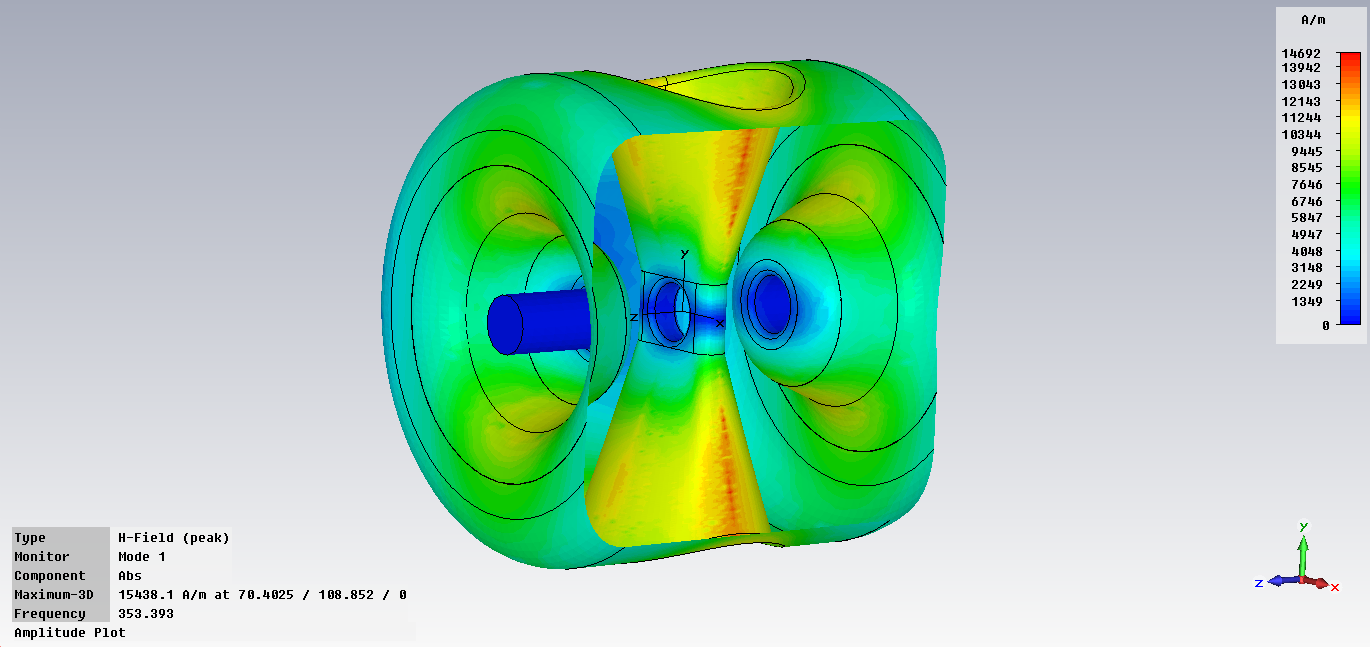 A/m
14692
13942
13043
12143
11244
10344
9445
8545
7646
6746
5847
4947
4048
3148
2249
1349
0
y
z
x
Type H-Field (peak)
Monitor Mode 1
Component Abs
Maximum-3D 15438.1 A/m at 70.4025 / 108.852 / 0
Frequency 353.393
Amplitude Plot
y
z
x